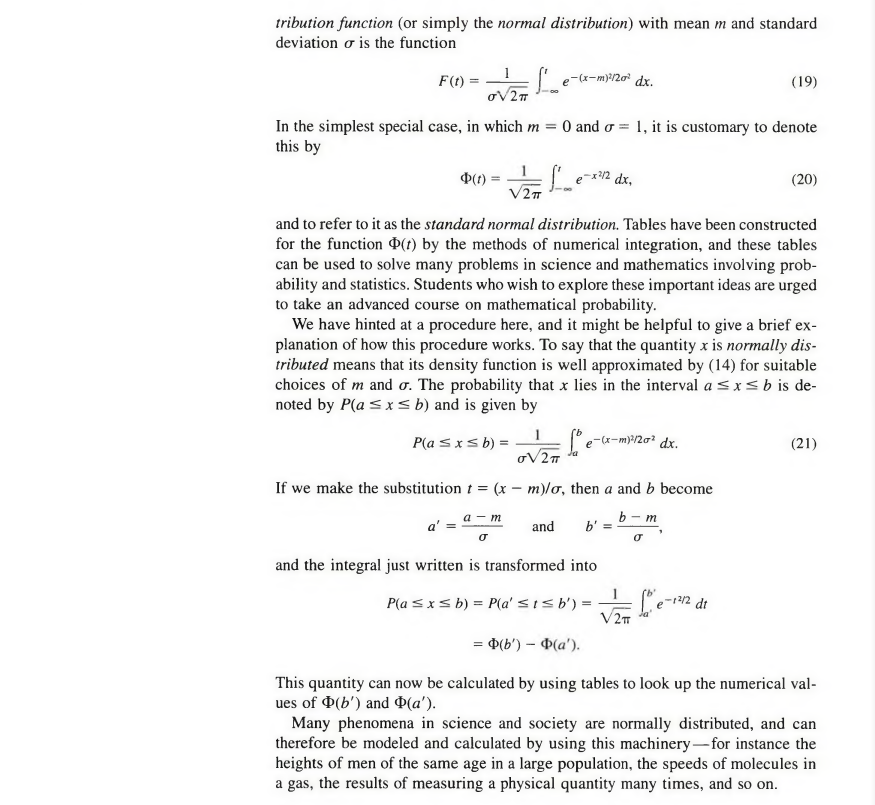 tribution function (or simply the normal distribution) with mean m and standard
deviation σ is the function
F(t) = 1/(σ√2π) ∫_{-∞}^{t} e^{-(x-m)²/2σ²} dx. (19)
In the simplest special case, in which m = 0 and σ = 1, it is customary to denote
this by
Φ(t) = 1/√2π ∫_{-∞}^{t} e^{-x²/2} dx, (20)
and to refer to it as the standard normal distribution. Tables have been constructed
for the function Φ(t) by the methods of numerical integration, and these tables
can be used to solve many problems in science and mathematics involving prob-
ability and statistics. Students who wish to explore these important ideas are urged
to take an advanced course on mathematical probability.
We have hinted at a procedure here, and it might be helpful to give a brief ex-
planation of how this procedure works. To say that the quantity x is normally dis-
tributed means that its density function is well approximated by (14) for suitable
choices of m and σ. The probability that x lies in the interval a ≤ x ≤ b is de-
noted by P(a ≤ x ≤ b) and is given by
P(a ≤ x ≤ b) = 1/(σ√2π) ∫_{a}^{b} e^{-(x-m)²/2σ²} dx. (21)
If we make the substitution t = (x − m)/σ, then a and b become
a′ = (a − m)/σ and b′ = (b − m)/σ,
and the integral just written is transformed into
P(a ≤ x ≤ b) = P(a′ ≤ t ≤ b′) = 1/√2π ∫_{a′}^{b′} e^{-t²/2} dt
= Φ(b′) − Φ(a′).
This quantity can now be calculated by using tables to look up the numerical val-
ues of Φ(b′) and Φ(a′).
Many phenomena in science and society are normally distributed, and can
therefore be modeled and calculated by using this machinery—for instance the
heights of men of the same age in a large population, the speeds of molecules in
a gas, the results of measuring a physical quantity many times, and so on.